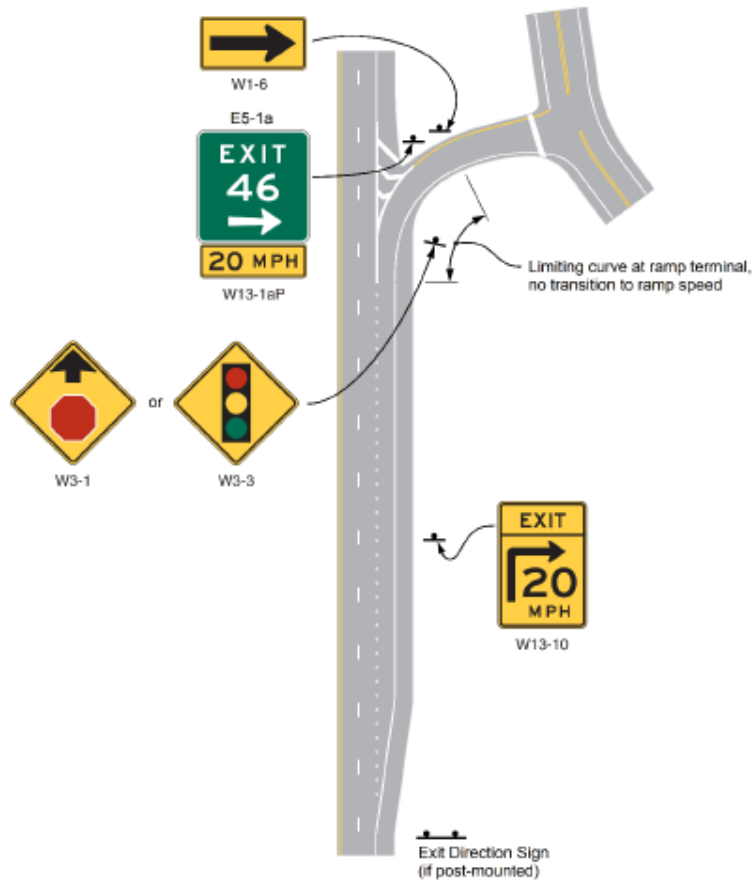 W1-6
E5-1a
EXIT
46
20 MPH
W13-1aP
Limiting curve at ramp terminal,
no transition to ramp speed
or
W3-1
W3-3
EXIT
20
MPH
W13-10
Exit Direction Sign
(if post-mounted)